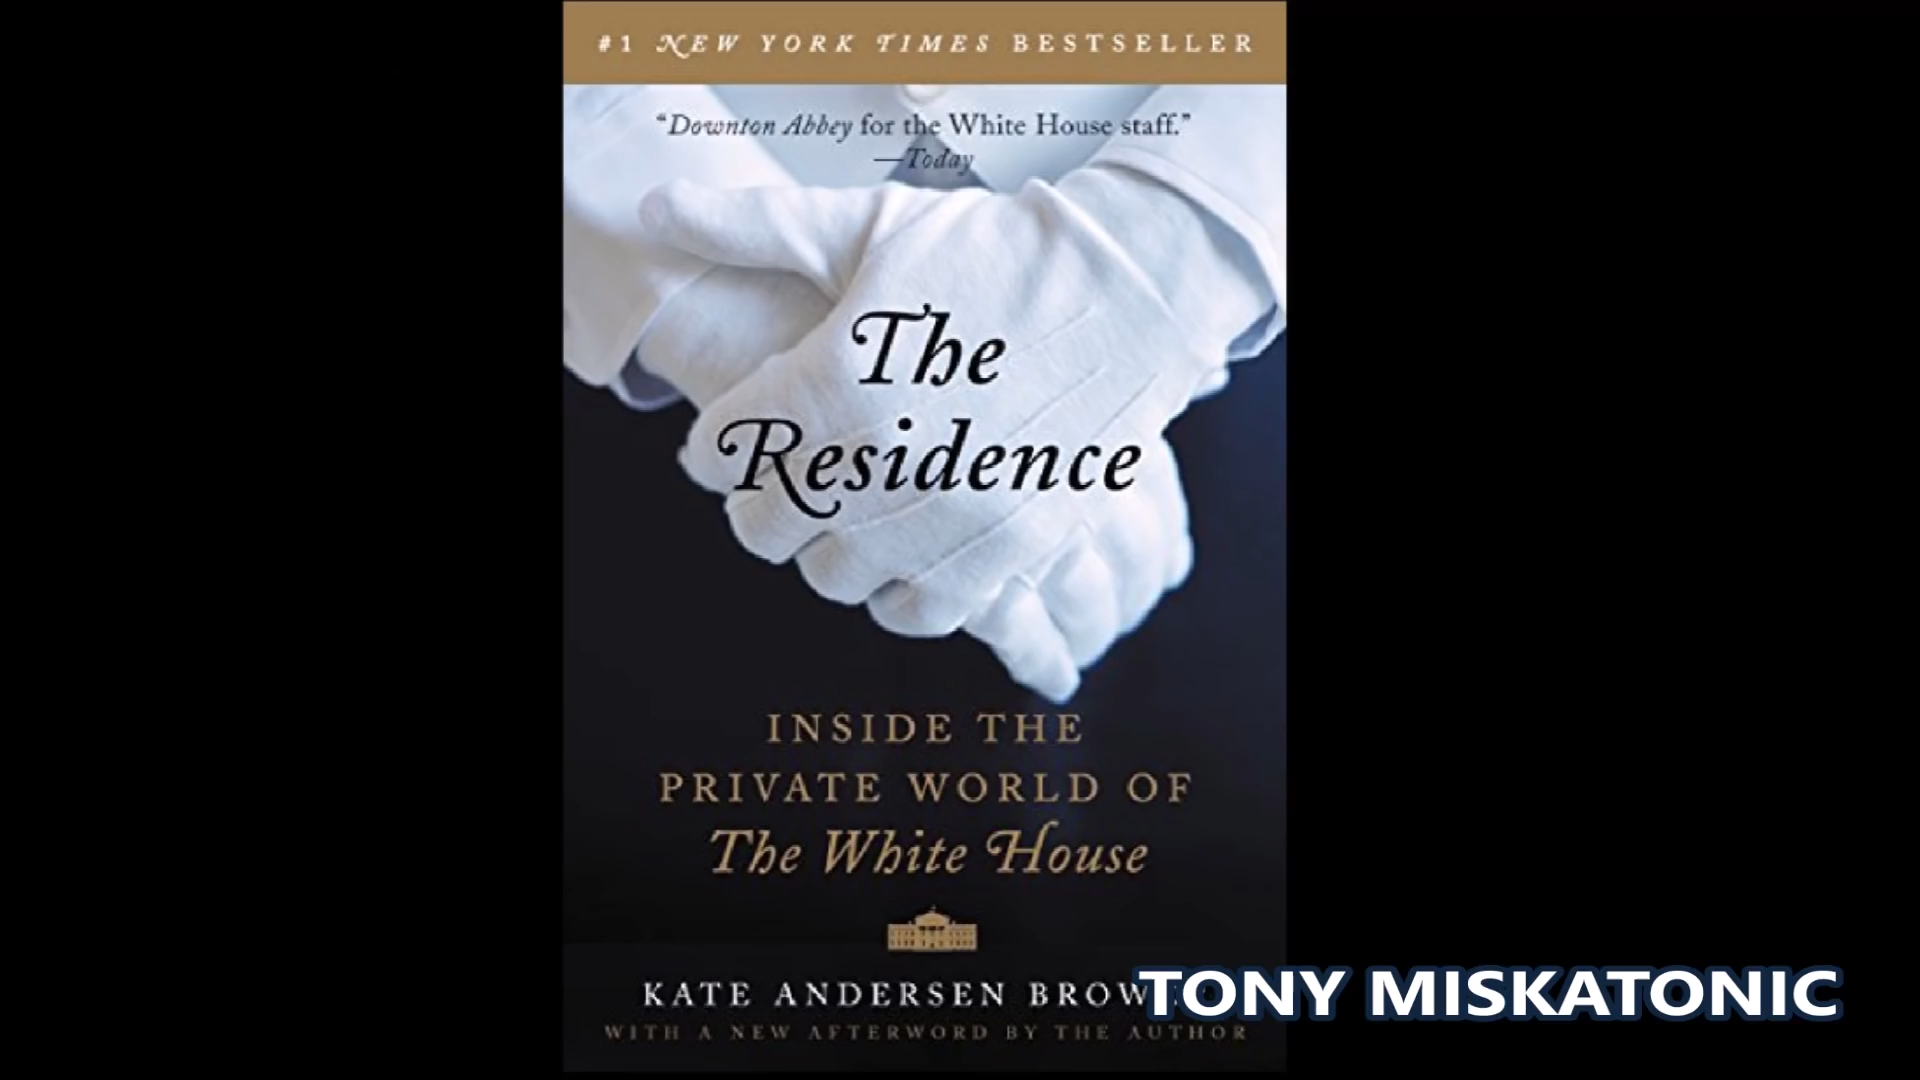 #1 NEW YORK TIMES BESTSELLER
“Downton Abbey for the White House staff.”
—Today
The
Residence
INSIDE THE
PRIVATE WORLD OF
The White House
KATE ANDERSEN BROW
TONY MISKATONIC
WITH A NEW AFTERWORD BY THE AUTHOR